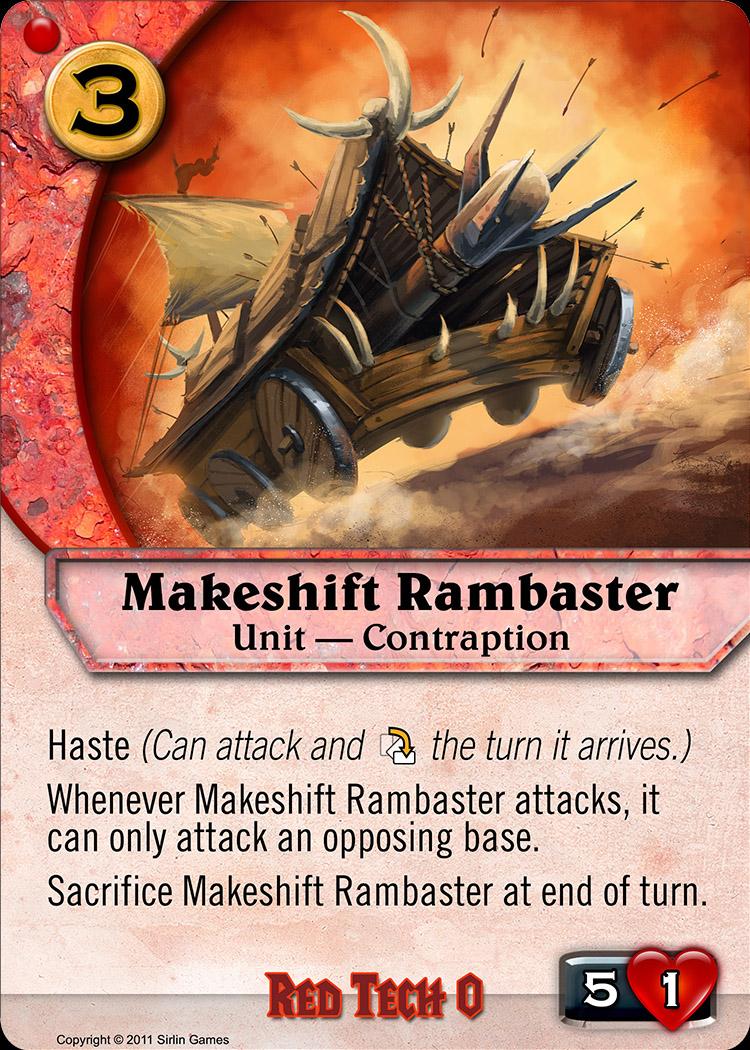 3
Makeshift Rambaster
Unit — Contraption
Haste (Can attack and the turn it arrives.)
Whenever Makeshift Rambaster attacks, it
can only attack an opposing base.
Sacrifice Makeshift Rambaster at end of turn.
Red Tech 0
5 1
Copyright © 2011 Sirlin Games